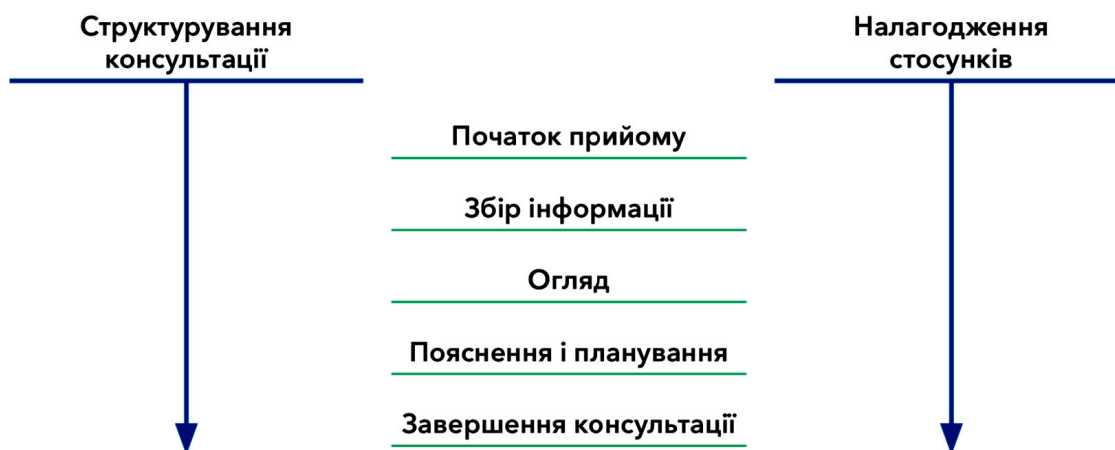 Структурування
консультації
Налагодження
стосунків
Початок прийому
Збір інформації
Огляд
Пояснення і планування
Завершення консультації